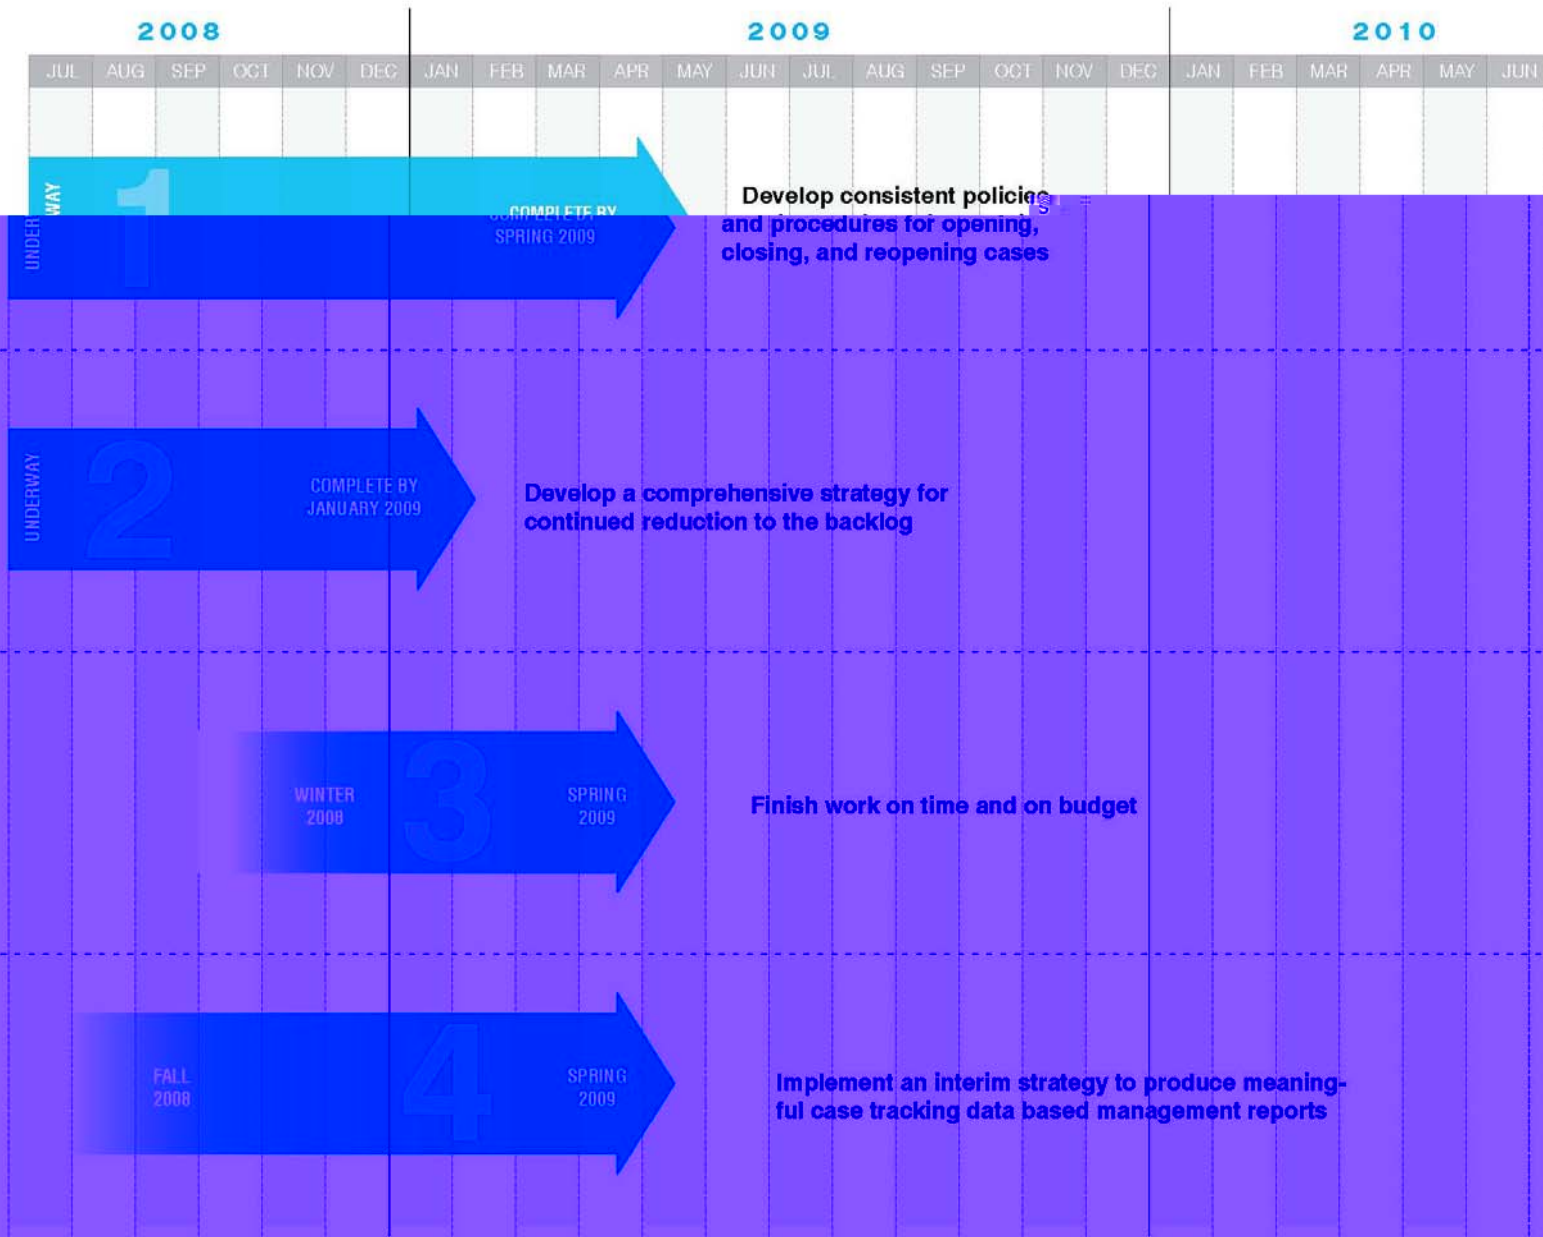 2008 2009 2010
JUL AUG SEP OCT NOV DEC JAN FEB MAR APR MAY JUN JUL AUG SEP OCT NOV DEC JAN FEB MAR APR MAY JUN
UNDERWAY
1
COMPLETE BY
SPRING 2009
Develop consistent policies
and procedures for opening,
closing, and reopening cases
UNDERWAY
2
COMPLETE BY
JANUARY 2009
Develop a comprehensive strategy for
continued reduction to the backlog
WINTER
2008
3
SPRING
2009
Finish work on time and on budget
FALL
2008
4
SPRING
2009
Implement an interim strategy to produce meaning-
ful case tracking data based management reports